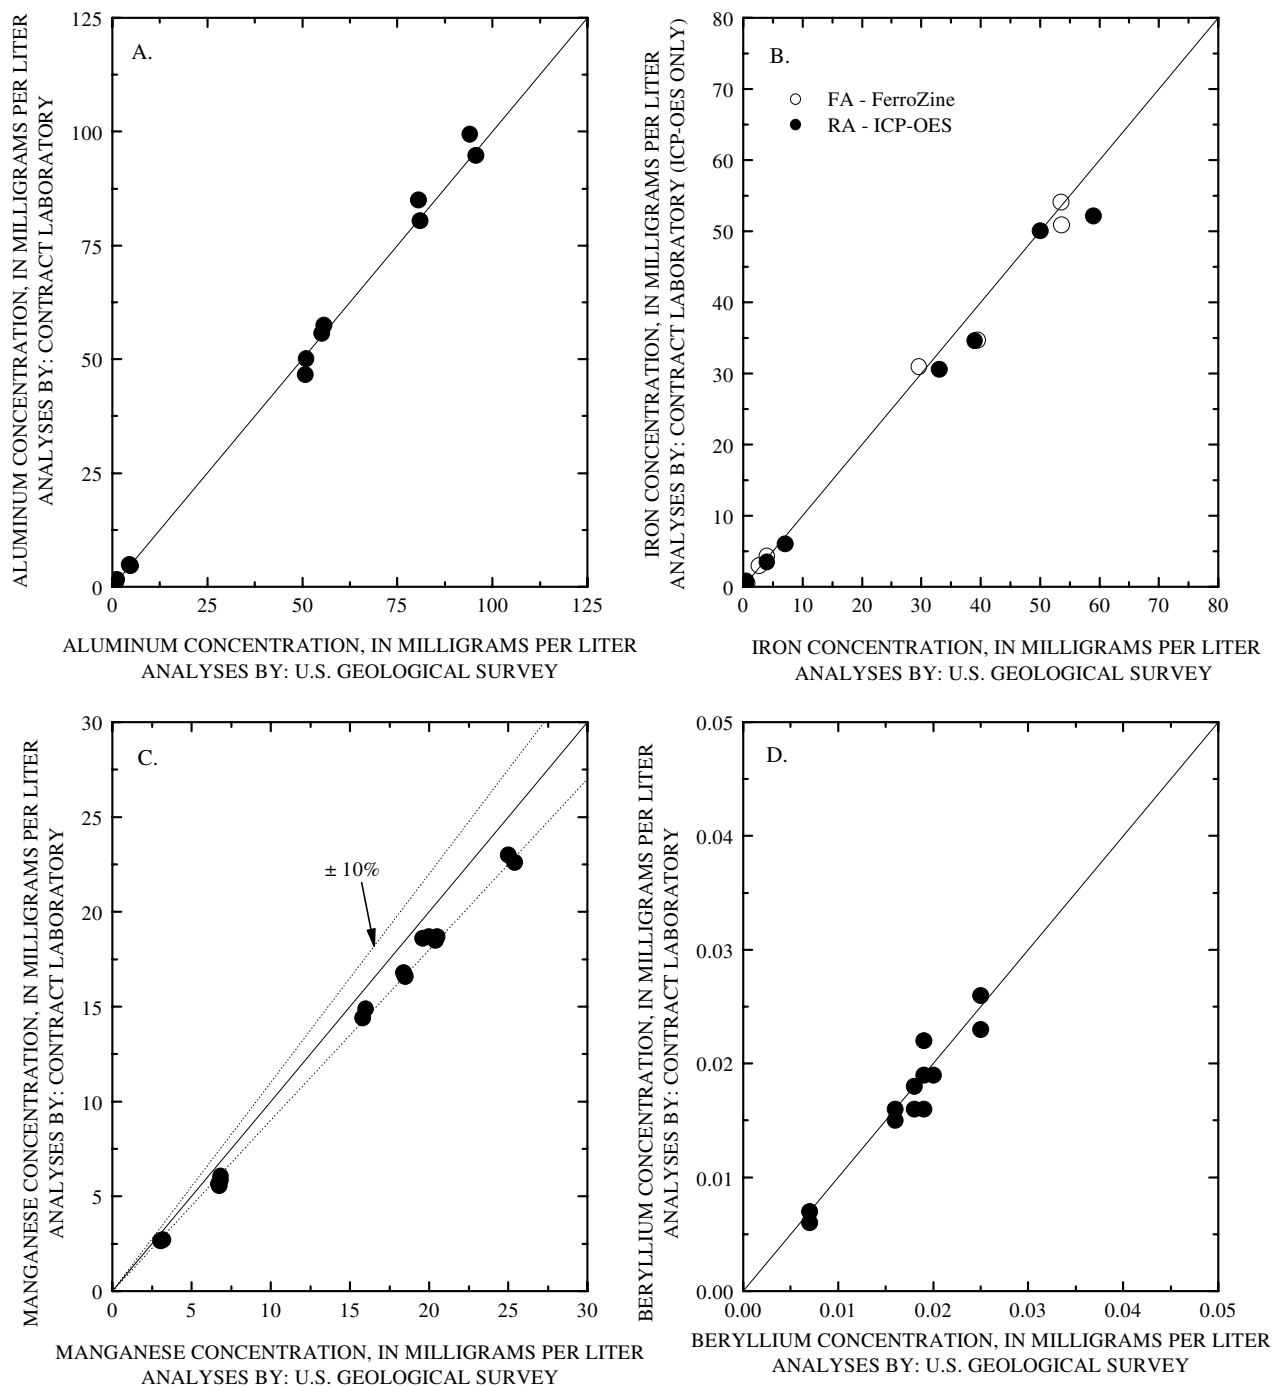 ALUMINUM CONCENTRATION, IN MILLIGRAMS PER LITER
ANALYSES BY: CONTRACT LABORATORY
A.
125
100
75
50
25
0
0 25 50 75 100 125
ALUMINUM CONCENTRATION, IN MILLIGRAMS PER LITER
ANALYSES BY: U.S. GEOLOGICAL SURVEY
IRON CONCENTRATION, IN MILLIGRAMS PER LITER
ANALYSES BY: CONTRACT LABORATORY (ICP-OES ONLY)
B.
FA - FerroZine
RA - ICP-OES
80
70
60
50
40
30
20
10
0
0 10 20 30 40 50 60 70 80
IRON CONCENTRATION, IN MILLIGRAMS PER LITER
ANALYSES BY: U.S. GEOLOGICAL SURVEY
MANGANESE CONCENTRATION, IN MILLIGRAMS PER LITER
ANALYSES BY: CONTRACT LABORATORY
C.
± 10%
30
25
20
15
10
5
0
0 5 10 15 20 25 30
MANGANESE CONCENTRATION, IN MILLIGRAMS PER LITER
ANALYSES BY: U.S. GEOLOGICAL SURVEY
BERYLLIUM CONCENTRATION, IN MILLIGRAMS PER LITER
ANALYSES BY: CONTRACT LABORATORY
D.
0.05
0.04
0.03
0.02
0.01
0.00
0.00 0.01 0.02 0.03 0.04 0.05
BERYLLIUM CONCENTRATION, IN MILLIGRAMS PER LITER
ANALYSES BY: U.S. GEOLOGICAL SURVEY